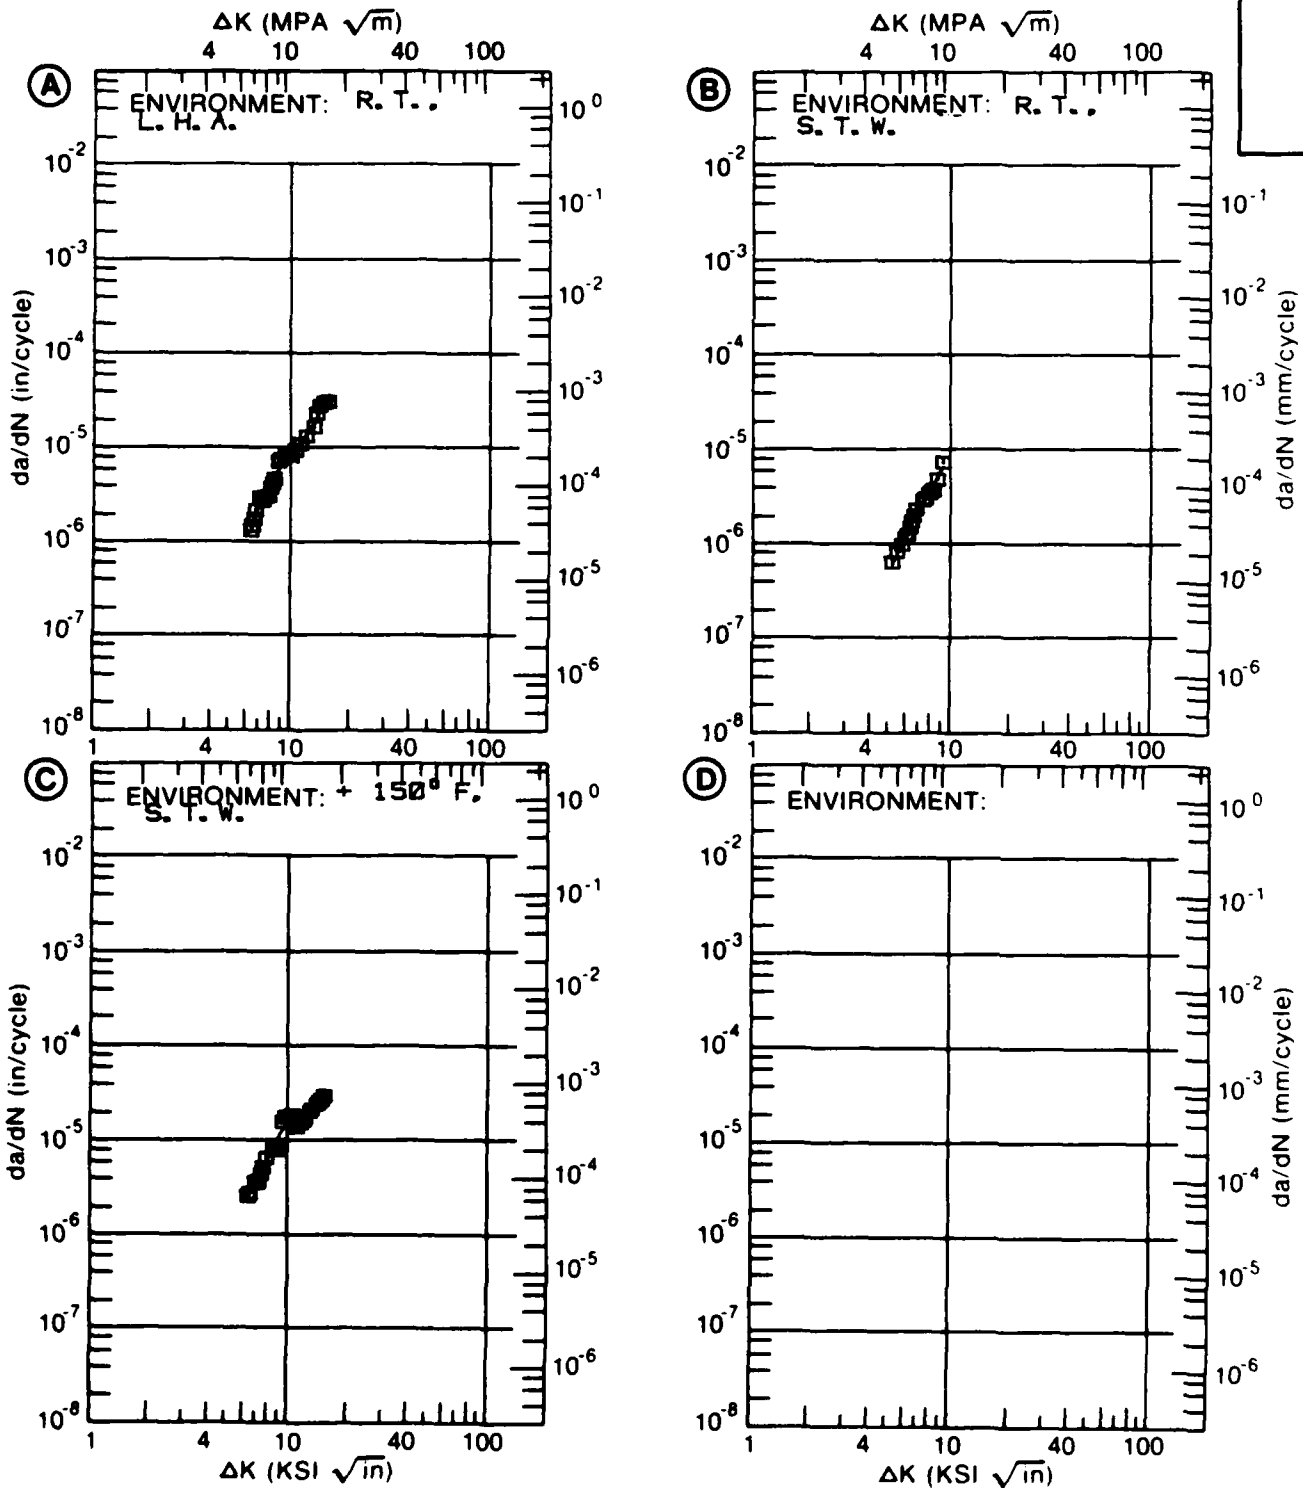 ΔK (MPA √m)
4 10 40 100
A
ENVIRONMENT: R. T.,
L. H. A.
10^0
10^-2
10^-1
10^-3
10^-2
10^-4
10^-3
10^-5
10^-4
10^-6
10^-5
10^-7
10^-6
10^-8
1 4 10 40 100
da/dN (in/cycle)
ΔK (MPA √m)
4 10 40 100
B
ENVIRONMENT: R. T.,
S. T. W.
10^-2
10^-1
10^-3
10^-2
10^-4
10^-3
10^-5
10^-4
10^-6
10^-5
10^-7
10^-6
10^-8
1 4 10 40 100
da/dN (mm/cycle)
C
ENVIRONMENT: + 150° F.
S. T. W.
10^0
10^-2
10^-1
10^-3
10^-2
10^-4
10^-3
10^-5
10^-4
10^-6
10^-5
10^-7
10^-6
10^-8
1 4 10 40 100
da/dN (in/cycle)
ΔK (KSI √in)
D
ENVIRONMENT:
10^0
10^-2
10^-1
10^-3
10^-2
10^-4
10^-3
10^-5
10^-4
10^-6
10^-5
10^-7
10^-6
10^-8
1 4 10 40 100
da/dN (mm/cycle)
ΔK (KSI √in)